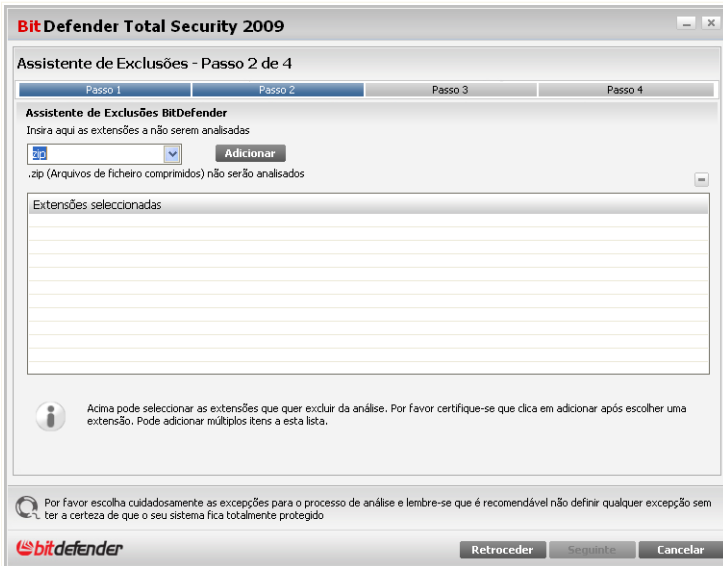 BitDefender Total Security 2009
Assistente de Exclusões - Passo 2 de 4
Passo 1 Passo 2 Passo 3 Passo 4
Assistente de Exclusões BitDefender
Insira aqui as extensões a não serem analisadas
zip Adicionar
.zip (Arquivos de ficheiro comprimidos) não serão analisados
Extensões seleccionadas
Acima pode seleccionar as extensões que quer excluir da análise. Por favor certifique-se que clica em adicionar após escolher uma
extensão. Pode adicionar múltiplos itens a esta lista.
Por favor escolha cuidadosamente as excepções para o processo de análise e lembre-se que é recomendável não definir qualquer excepção sem
ter a certeza de que o seu sistema fica totalmente protegido
bitdefender Retroceder Seguinte Cancelar